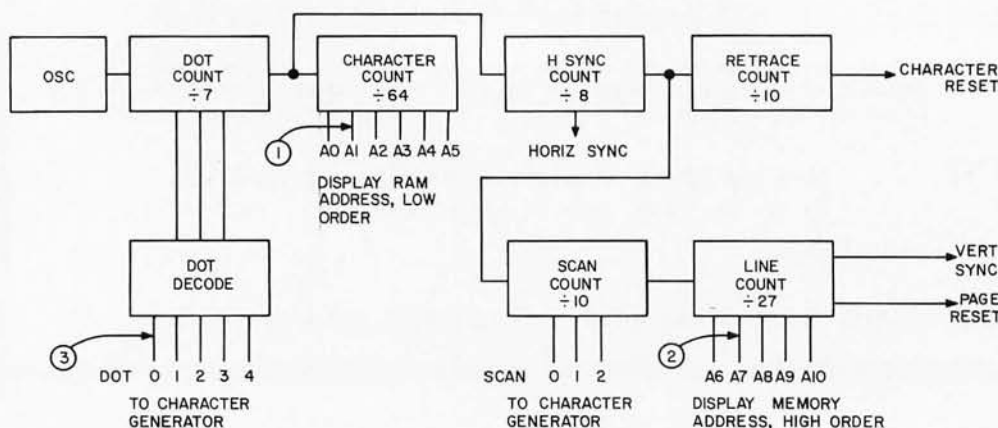 OSC
DOT
COUNT
÷7
CHARACTER
COUNT
÷64
H SYNC
COUNT
÷ 8
RETRACE
COUNT
÷10
CHARACTER
RESET
HORIZ SYNC
1
A0 A1 A2 A3 A4 A5
DISPLAY RAM
ADDRESS, LOW
ORDER
DOT
DECODE
SCAN
COUNT
÷10
LINE
COUNT
÷27
VERT
SYNC
PAGE
RESET
3
2
DOT 0 1 2 3 4
TO CHARACTER
GENERATOR
SCAN 0 1 2
TO CHARACTER
GENERATOR
A6 A7 A8 A9 A10
DISPLAY MEMORY
ADDRESS, HIGH ORDER